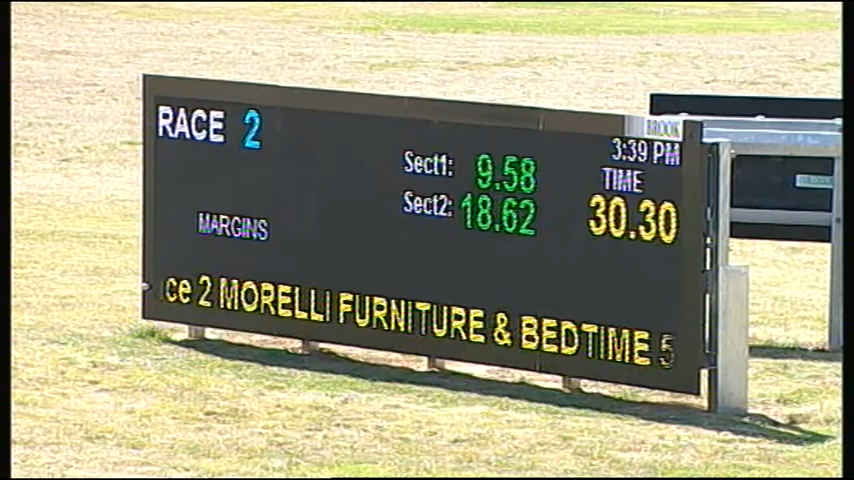 BROOK
RACE 2
3:39 PM
Sect1: 9.58
TIME
Sect2: 18.62
30.30
MARGINS
ce 2 MORELLI FURNITURE & BEDTIME 5